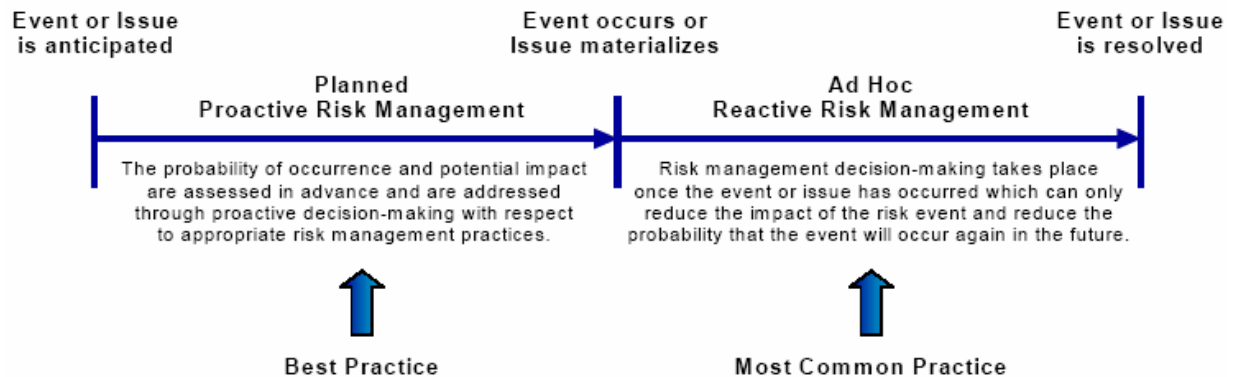 Event or Issue
is anticipated
Event occurs or
Issue materializes
Event or Issue
is resolved
Planned
Proactive Risk Management
Ad Hoc
Reactive Risk Management
The probability of occurrence and potential impact
are assessed in advance and are addressed
through proactive decision-making with respect
to appropriate risk management practices.
Risk management decision-making takes place
once the event or issue has occurred which can only
reduce the impact of the risk event and reduce the
probability that the event will occur again in the future.
Best Practice
Most Common Practice